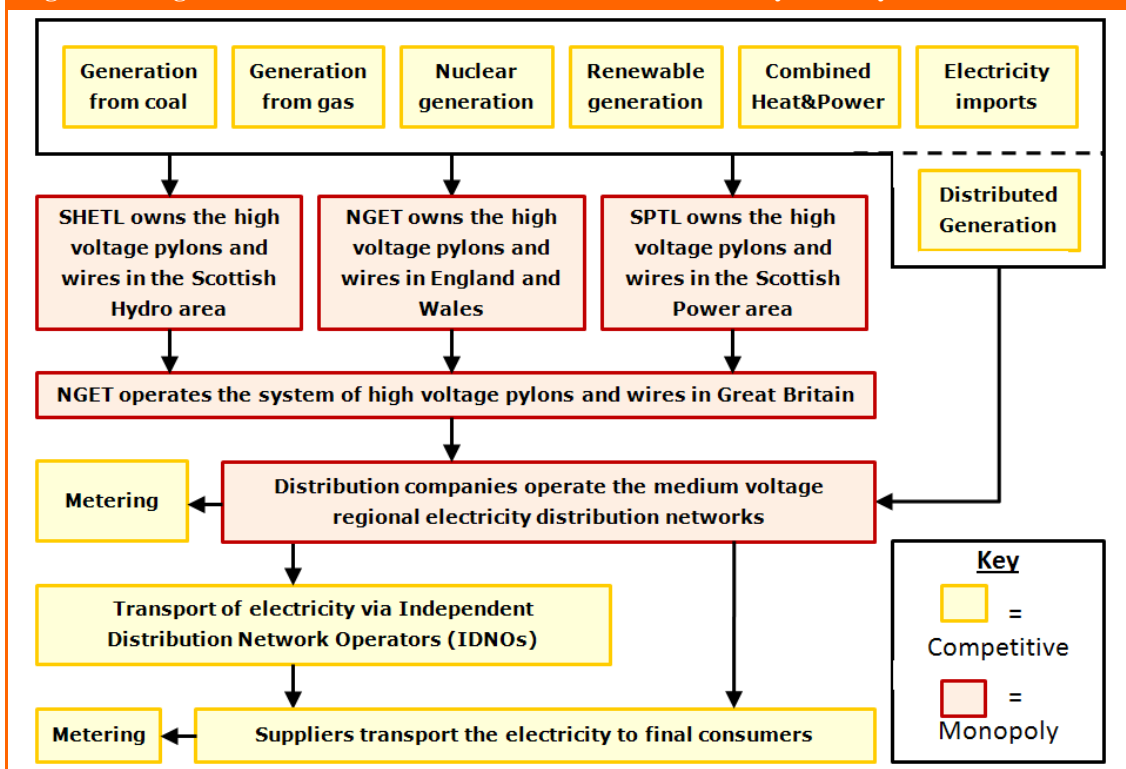 Generation
from coal
Generation
from gas
Nuclear
generation
Renewable
generation
Combined
Heat&Power
Electricity
imports
Distributed
Generation
SHETL owns the high
voltage pylons and
wires in the Scottish
Hydro area
NGET owns the high
voltage pylons and
wires in England and
Wales
SPTL owns the high
voltage pylons and
wires in the Scottish
Power area
NGET operates the system of high voltage pylons and wires in Great Britain
Metering
Distribution companies operate the medium voltage
regional electricity distribution networks
Transport of electricity via Independent
Distribution Network Operators (IDNOs)
Metering
Suppliers transport the electricity to final consumers
Key
=
Competitive
=
Monopoly